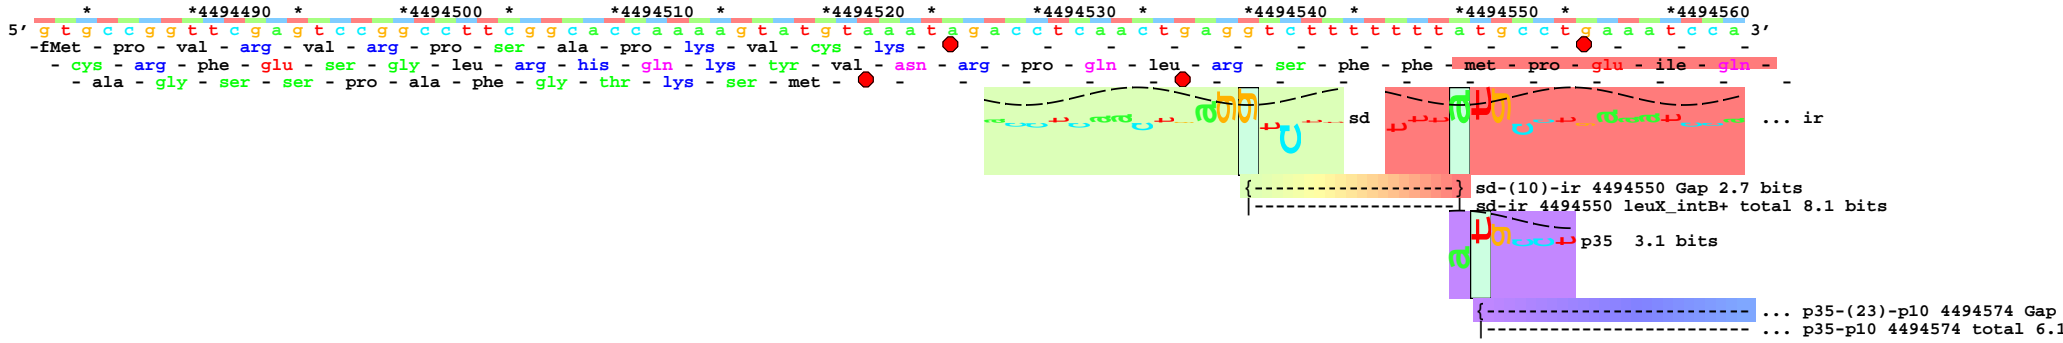 * *4494490 * *4494500 * *4494510 * *4494520 * *4494530 * *4494540 * *4494550 * *4494560
5' g t g c c g g t t c g a g t c c g g c c t t c g g c a c c a a a a g t a t g t a a a t a g a c c t c a a c t g a g g t c t t t t t t t a t g c c t g a a a t c c a 3'
-fMet - pro - val - arg - val - arg - pro - ser - ala - pro - lys - val - cys - lys - - - - - - - - - - - - -
- cys - arg - phe - glu - ser - gly - leu - arg - his - gln - lys - tyr - val - asn - arg - pro - gln - leu - arg - ser - phe - phe - met - pro - glu - ile - gln -
- ala - gly - ser - ser - pro - ala - phe - gly - thr - lys - ser - met - - - - - - - - - - - - - - -
sd
... ir
{--------------------} sd-(10)-ir 4494550 Gap 2.7 bits
|--------------------| sd-ir 4494550 leuX_intB+ total 8.1 bits
p35 3.1 bits
{------------------------- ... p35-(23)-p10 4494574 Gap
|------------------------- ... p35-p10 4494574 total 6.1